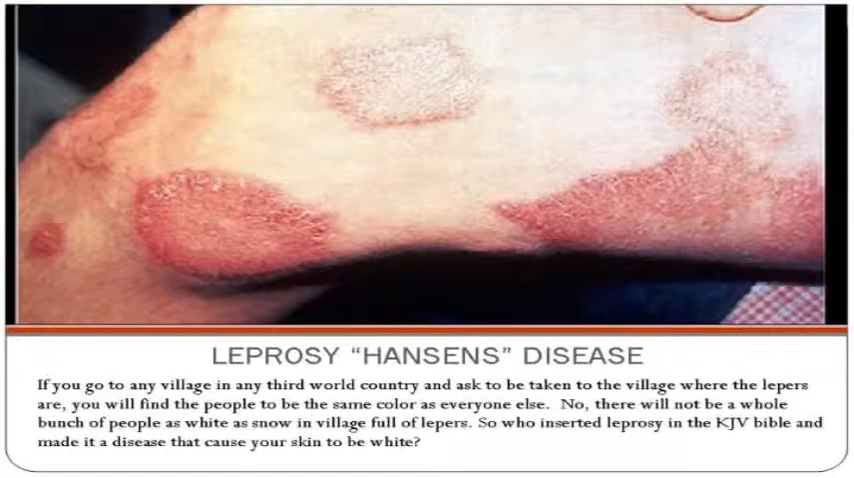 LEPROSY “HANSENS” DISEASE
If you go to any village in any third world country and ask to be taken to the village where the lepers
are, you will find the people to be the same color as everyone else.  No, there will not be a whole
bunch of people as white as snow in village full of lepers. So who inserted leprosy in the KJV bible and
made it a disease that cause your skin to be white?